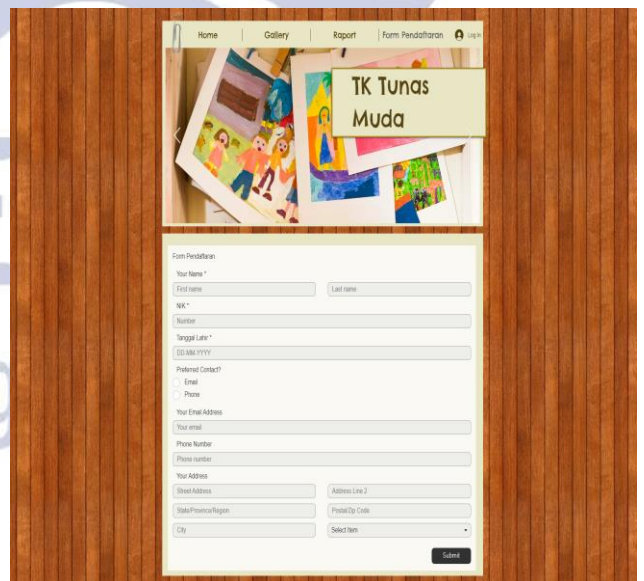 Home Gallery Raport Form Pendaftaran Log In
TK Tunas
Muda
Form Pendaftaran
Your Name *
First name Last name
NIK *
Number
Tanggal Lahir *
DD-MM-YYYY
Preferred Contact?
Email
Phone
Your Email Address
Your email
Phone Number
Phone number
Your Address
Street Address Address Line 2
State/Province/Region Postal/Zip Code
City Select Item
Submit